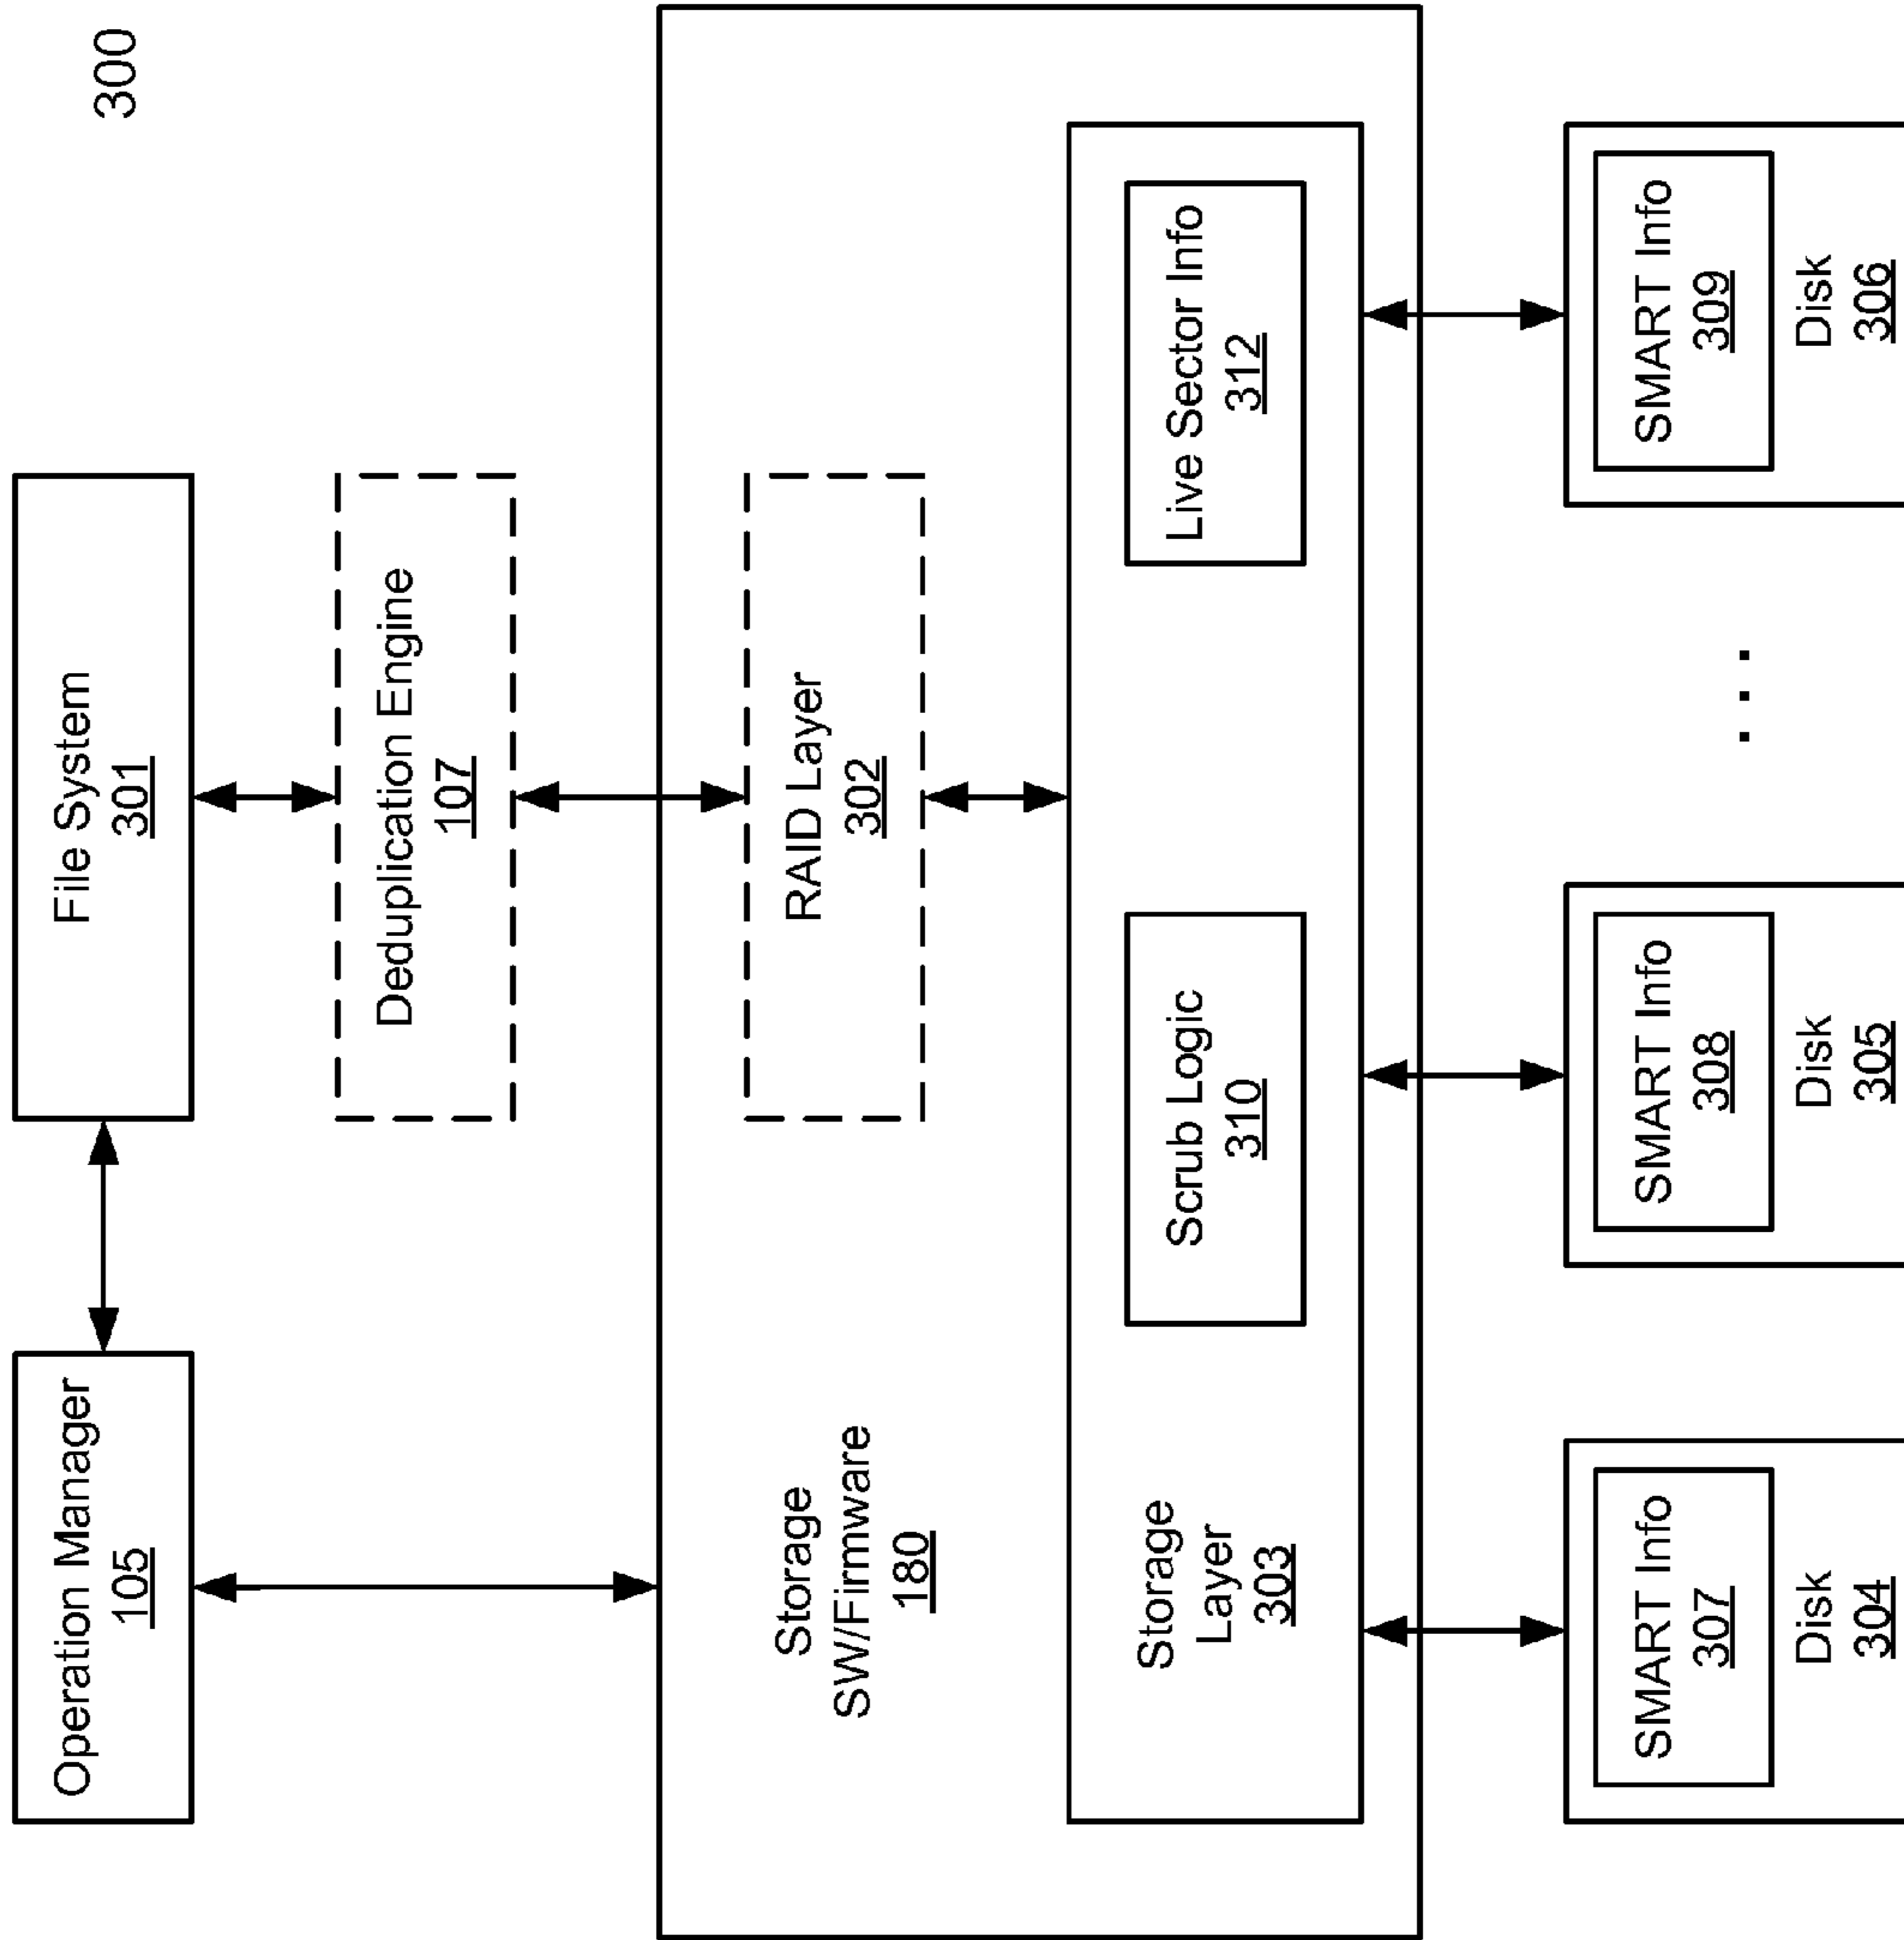 300
Operation Manager
105
File System
301
Deduplication Engine
107
Storage
SW/Firmware
180
RAID Layer
302
Storage
Layer
303
Scrub Logic
310
Live Sector Info
312
SMART Info
307
Disk
304
SMART Info
308
Disk
305
...
SMART Info
309
Disk
306